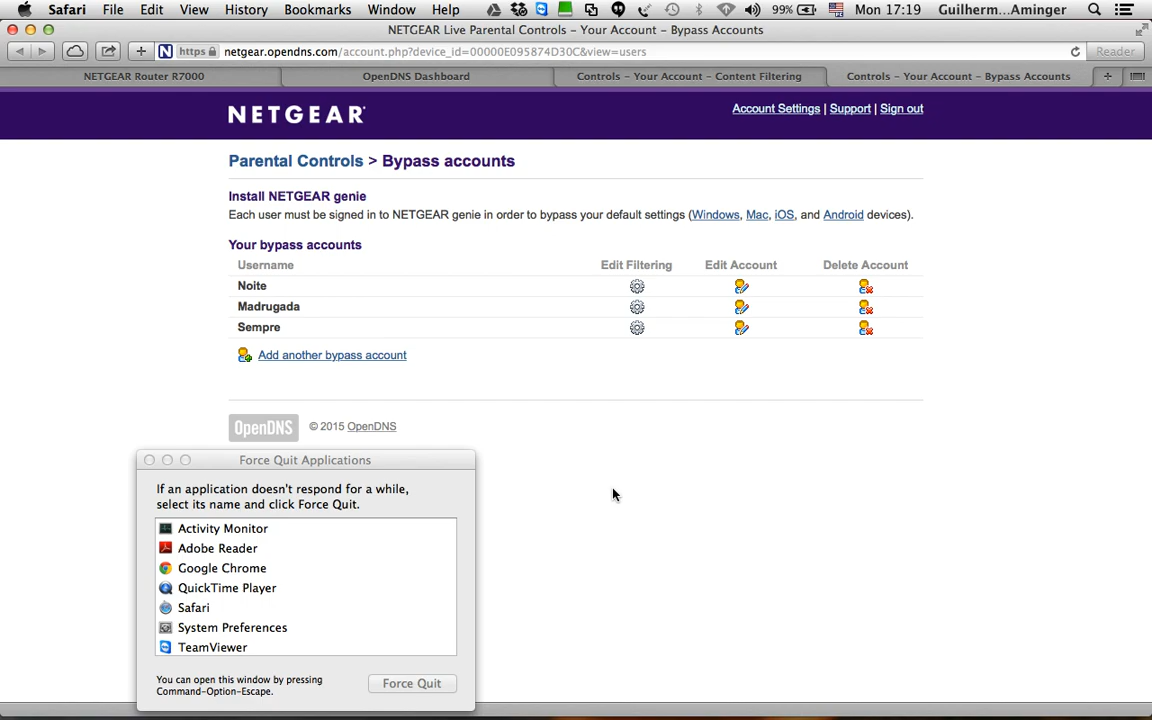 Safari File Edit View History Bookmarks Window Help 99% Mon 17:19 Guilherm...Aminger
NETGEAR Live Parental Controls - Your Account - Bypass Accounts
N https netgear.opendns.com/account.php?device_id=00000E095874D30C&view=users Reader
NETGEAR Router R7000 OpenDNS Dashboard Controls - Your Account - Content Filtering Controls - Your Account - Bypass Accounts +
NETGEAR® Account Settings | Support | Sign out
Parental Controls > Bypass accounts
Install NETGEAR genie
Each user must be signed in to NETGEAR genie in order to bypass your default settings (Windows, Mac, iOS, and Android devices).
Your bypass accounts
Username Edit Filtering Edit Account Delete Account
Noite
Madrugada
Sempre
Add another bypass account
OpenDNS © 2015 OpenDNS
Force Quit Applications
If an application doesn't respond for a while,
select its name and click Force Quit.
Activity Monitor
Adobe Reader
Google Chrome
QuickTime Player
Safari
System Preferences
TeamViewer
You can open this window by pressing
Command-Option-Escape.
Force Quit